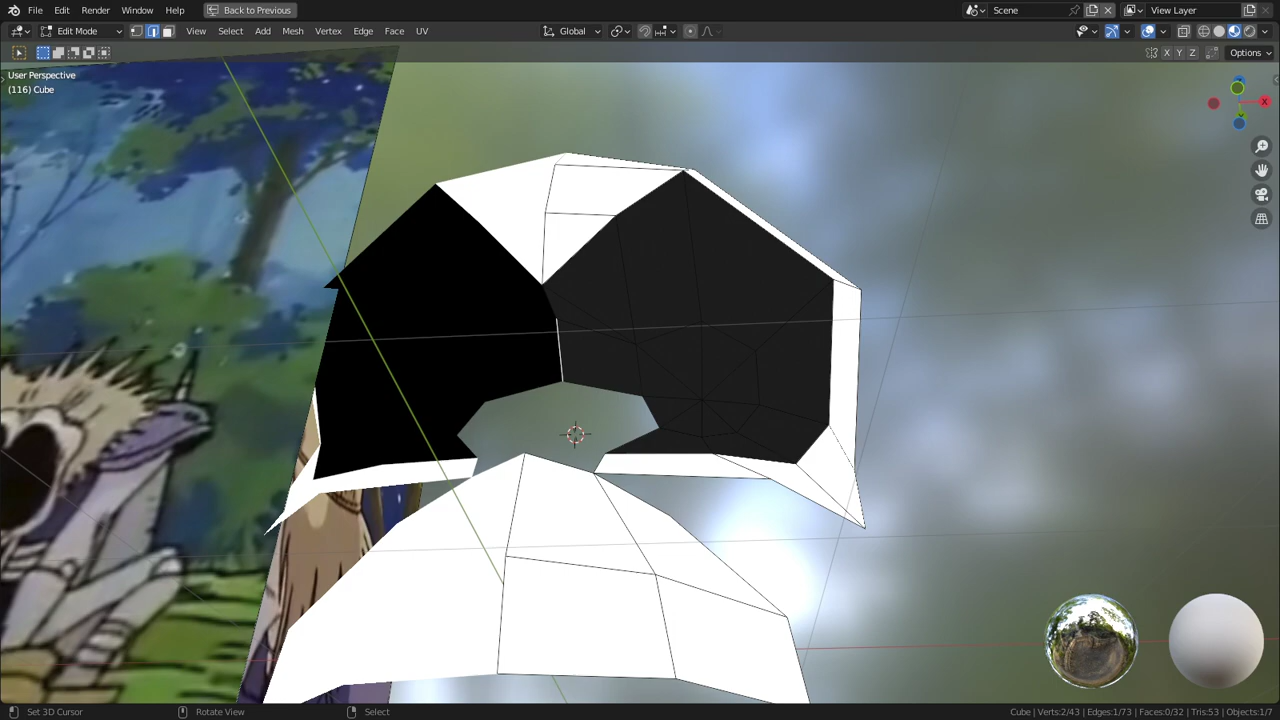 File Edit Render Window Help Back to Previous Scene View Layer
Edit Mode View Select Add Mesh Vertex Edge Face UV Global
X Y Z Options
User Perspective
(116) Cube
X
Set 3D Cursor Rotate View Select Cube | Verts:2/43 | Edges:1/73 | Faces:0/32 | Tris:53 | Objects:1/7